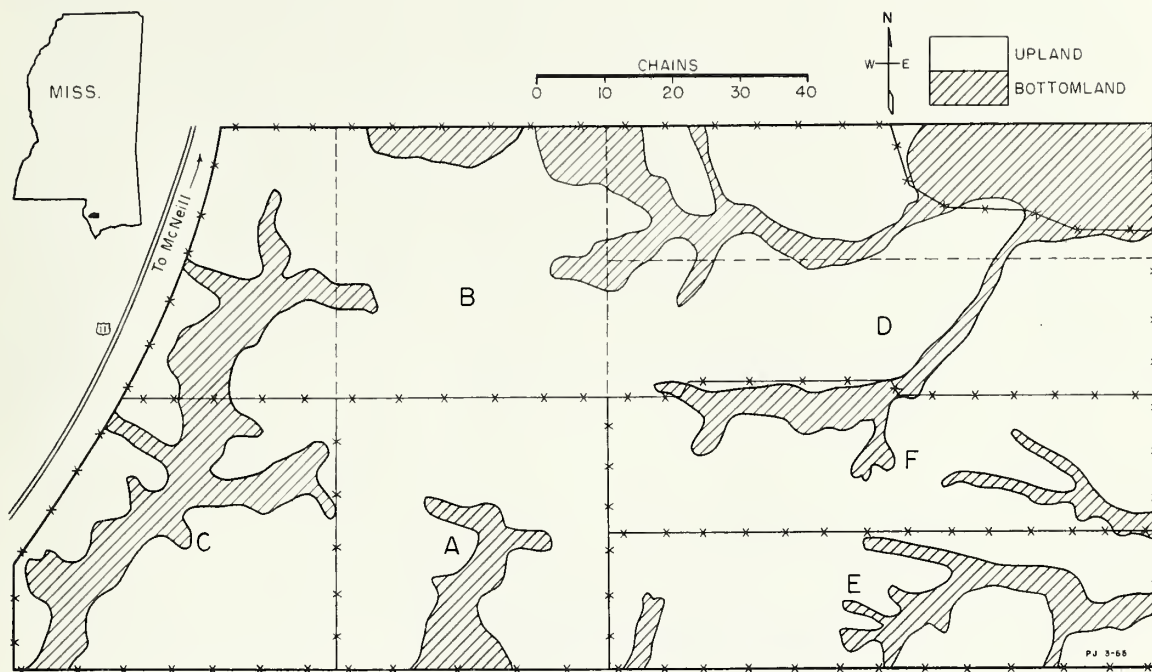 MISS.
CHAINS
0 10 20 30 40
N
W E
UPLAND
BOTTOMLAND
To McNeill
11
B
D
F
C
A
E
PJ 3-68